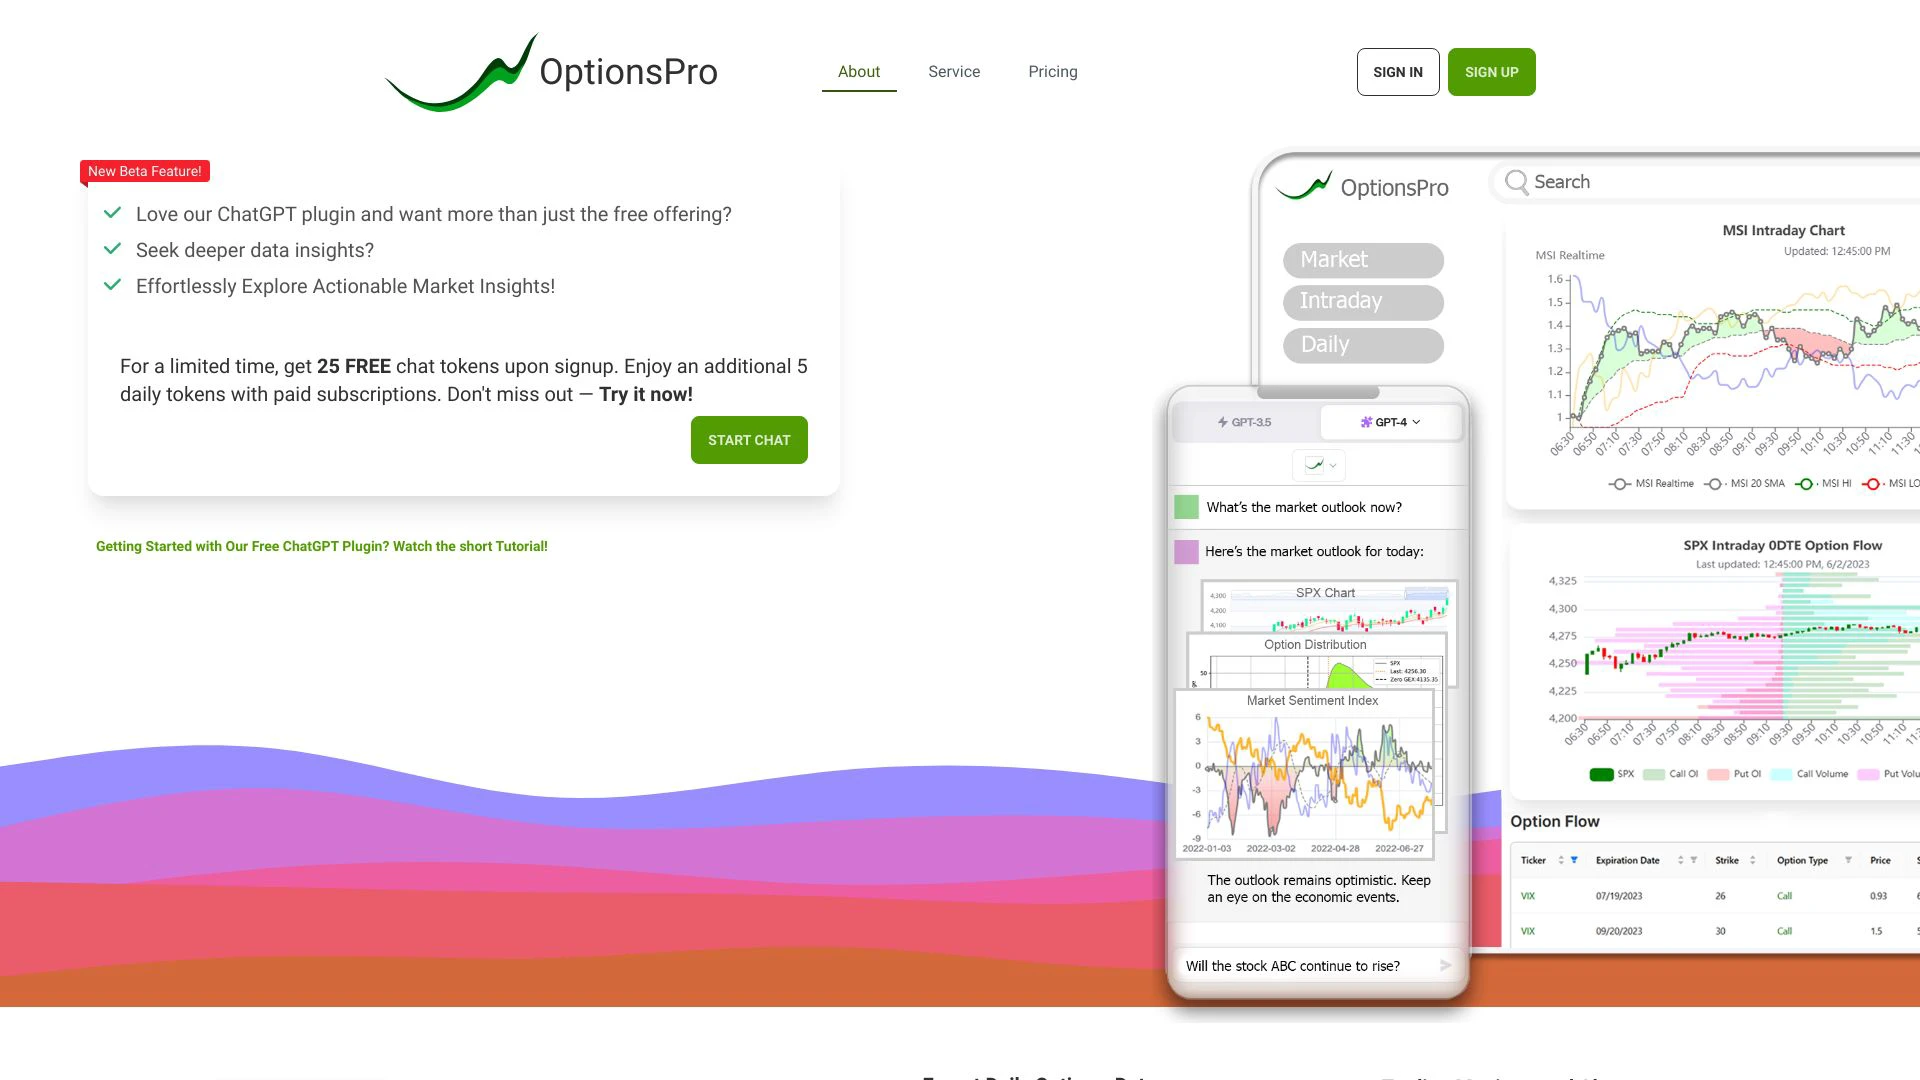 OptionsPro
About
Service
Pricing
SIGN IN
SIGN UP
New Beta Feature!
Love our ChatGPT plugin and want more than just the free offering?
Seek deeper data insights?
Effortlessly Explore Actionable Market Insights!
For a limited time, get 25 FREE chat tokens upon signup. Enjoy an additional 5
daily tokens with paid subscriptions. Don't miss out — Try it now!
START CHAT
Getting Started with Our Free ChatGPT Plugin? Watch the short Tutorial!
OptionsPro
Search
Market
Intraday
Daily
MSI Intraday Chart
Updated: 12:45:00 PM
MSI Realtime
1.6
1.5
1.4
1.3
1.2
1.1
1
06:30 06:50 07:10 07:30 07:50 08:10 08:30 08:50 09:10 09:30 09:50 10:10 10:30 10:50 11:10 11:30
MSI Realtime MSI 20 SMA MSI HI MSI LO
GPT-3.5
GPT-4
What's the market outlook now?
Here's the market outlook for today:
SPX Chart
4,300
4,200
4,100
Option Distribution
50
SPX
Last: 4256.30
Zero GEX:4135.35
Market Sentiment Index
6
3
0
-3
-6
-9
2022-01-03 2022-03-02 2022-04-28 2022-06-27
The outlook remains optimistic. Keep
an eye on the economic events.
Will the stock ABC continue to rise?
SPX Intraday 0DTE Option Flow
Last updated: 12:45:00 PM, 6/2/2023
4,325
4,300
4,275
4,250
4,225
4,200
06:30 06:50 07:10 07:30 07:50 08:10 08:30 08:50 09:10 09:30 09:50 10:10 10:30 10:50 11:10
SPX Call OI Put OI Call Volume Put
Option Flow
Ticker Expiration Date Strike Option Type Price
VIX 07/19/2023 26 Call 0.93
VIX 09/20/2023 30 Call 1.5